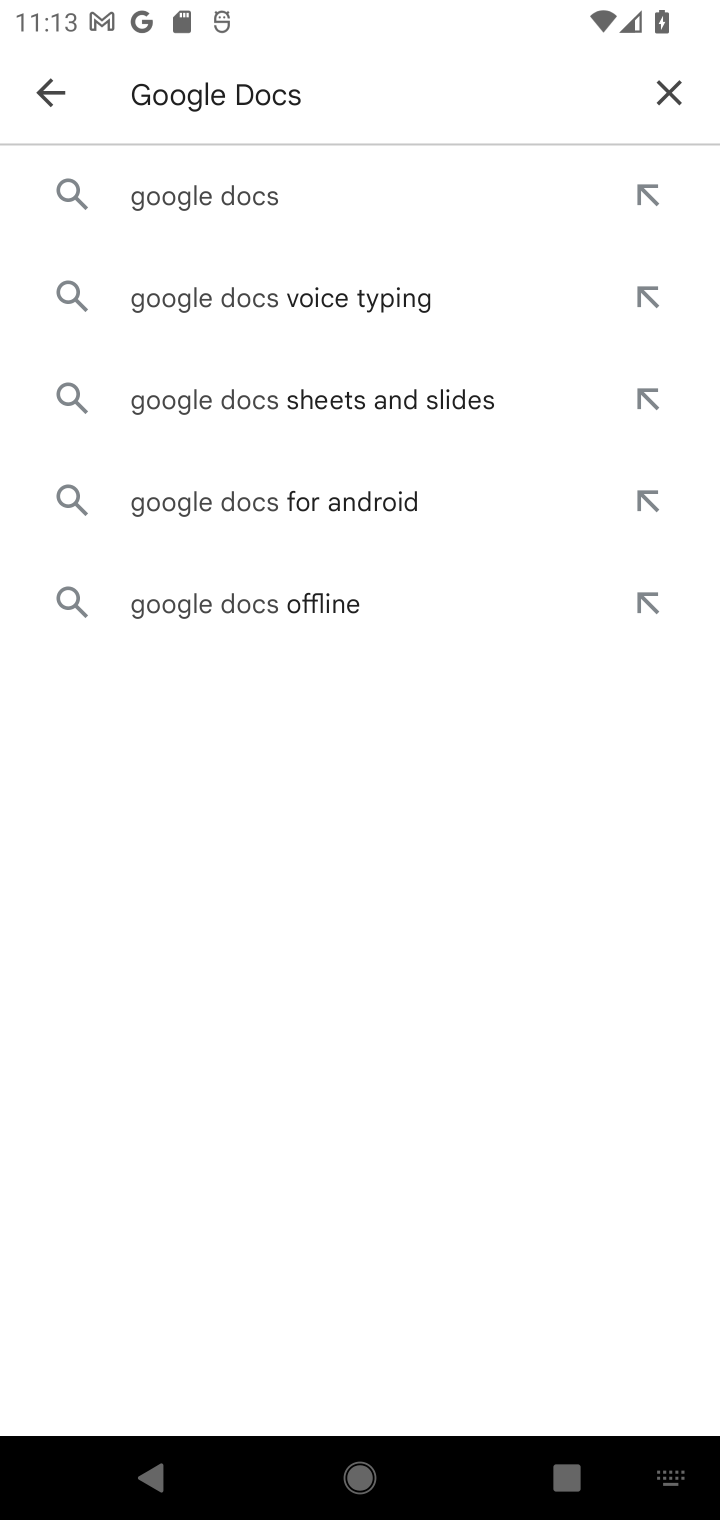 11:13
Google Docs
google docs
google docs voice typing
google docs sheets and slides
google docs for android
google docs offline